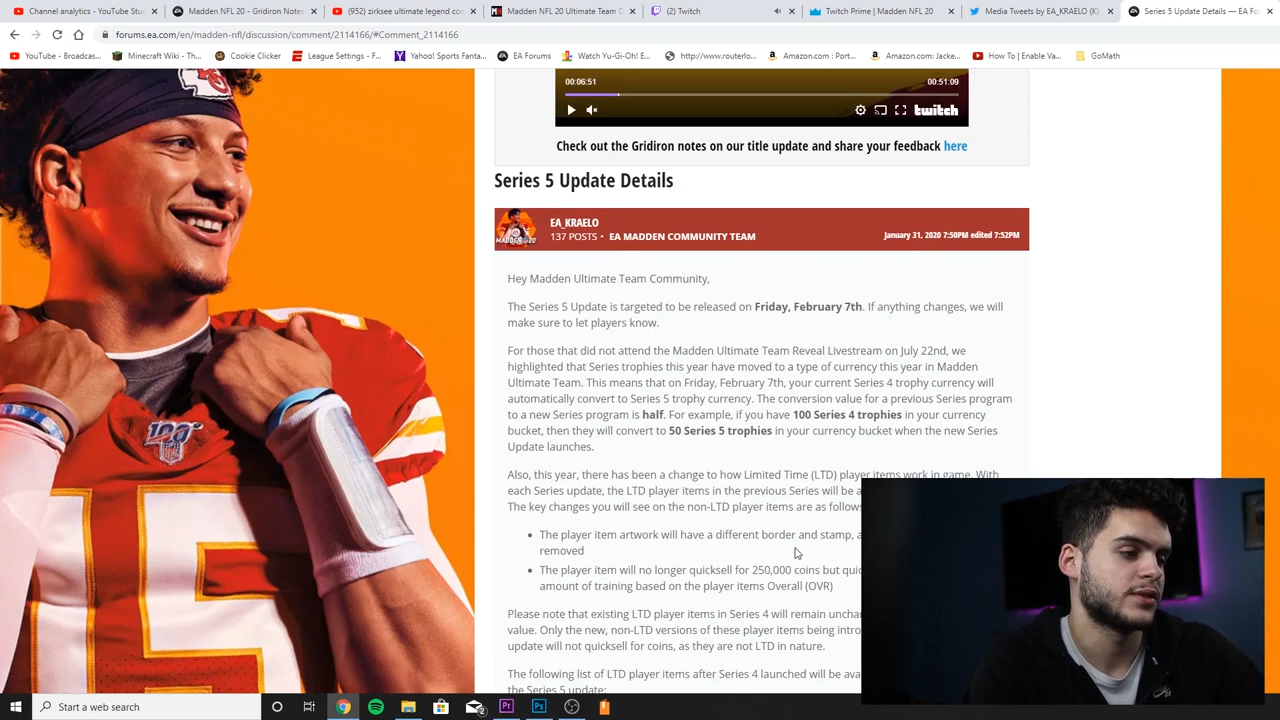 Channel analytics - YouTube Stu
Madden NFL 20 - Gridiron Notes
(952) zirksee ultimate legend co
Madden NFL 20 Ultimate Team D
(2) Twitch
Twitch Prime | Madden NFL 20
Media Tweets by EA_KRAELO (K)
Series 5 Update Details — EA Fo
forums.ea.com/en/madden-nfl/discussion/comment/2114166/#Comment_2114166
YouTube - Broadcas...
Minecraft Wiki - Th...
Cookie Clicker
League Settings - F...
Yahoo! Sports Fanta...
EA Forums
Watch Yu-Gi-Oh! E...
http://www.routerlo...
Amazon.com : Port...
Amazon.com: Jacke...
How To | Enable Va...
GoMath
00:06:51
00:51:09
twitch
Check out the Gridiron notes on our title update and share your feedback here
Series 5 Update Details
EA_KRAELO
137 POSTS • EA MADDEN COMMUNITY TEAM
January 31, 2020 7:50PM edited 7:52PM
MADDEN 20
Hey Madden Ultimate Team Community,
The Series 5 Update is targeted to be released on Friday, February 7th. If anything changes, we will
make sure to let players know.
For those that did not attend the Madden Ultimate Team Reveal Livestream on July 22nd, we
highlighted that Series trophies this year have moved to a type of currency this year in Madden
Ultimate Team. This means that on Friday, February 7th, your current Series 4 trophy currency will
automatically convert to Series 5 trophy currency. The conversion value for a previous Series program
to a new Series program is half. For example, if you have 100 Series 4 trophies in your currency
bucket, then they will convert to 50 Series 5 trophies in your currency bucket when the new Series
Update launches.
Also, this year, there has been a change to how Limited Time (LTD) player items work in game. With
each Series update, the LTD player items in the previous Series will be a
The key changes you will see on the non-LTD player items are as follows
• The player item artwork will have a different border and stamp, a
removed
• The player item will no longer quicksell for 250,000 coins but quic
amount of training based on the player items Overall (OVR)
Please note that existing LTD player items in Series 4 will remain unchan
value. Only the new, non-LTD versions of these player items being intro
update will not quicksell for coins, as they are not LTD in nature.
The following list of LTD player items after Series 4 launched will be ava
the Series 5 update:
100
15
Start a web search
2
Pr
Ps